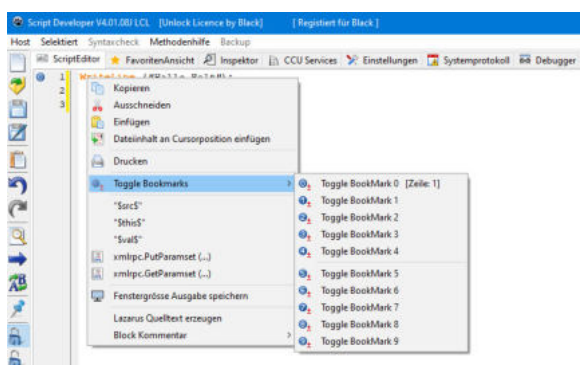 Script Developer V4.01.08J LCL [Unlock Licence by Black] [ Registiert für Black ]
Host Selektiert Syntaxcheck Methodenhilfe Backup
ScriptEditor FavoritenAnsicht Inspektor CCU Services Einstellungen Systemprotokoll Debugger
1
2
3
Kopieren
Ausschneiden
Einfügen
Dateiinhalt an Cursorposition einfügen
Drucken
Toggle Bookmarks
"$src$"
"$this$"
"$val$"
xmlrpc.PutParamset (...)
xmlrpc.GetParamset (...)
Fenstergrösse Ausgabe speichern
Lazarus Quelltext erzeugen
Block Kommentar
Toggle BookMark 0 [Zeile: 1]
Toggle BookMark 1
Toggle BookMark 2
Toggle BookMark 3
Toggle BookMark 4
Toggle BookMark 5
Toggle BookMark 6
Toggle BookMark 7
Toggle BookMark 8
Toggle BookMark 9